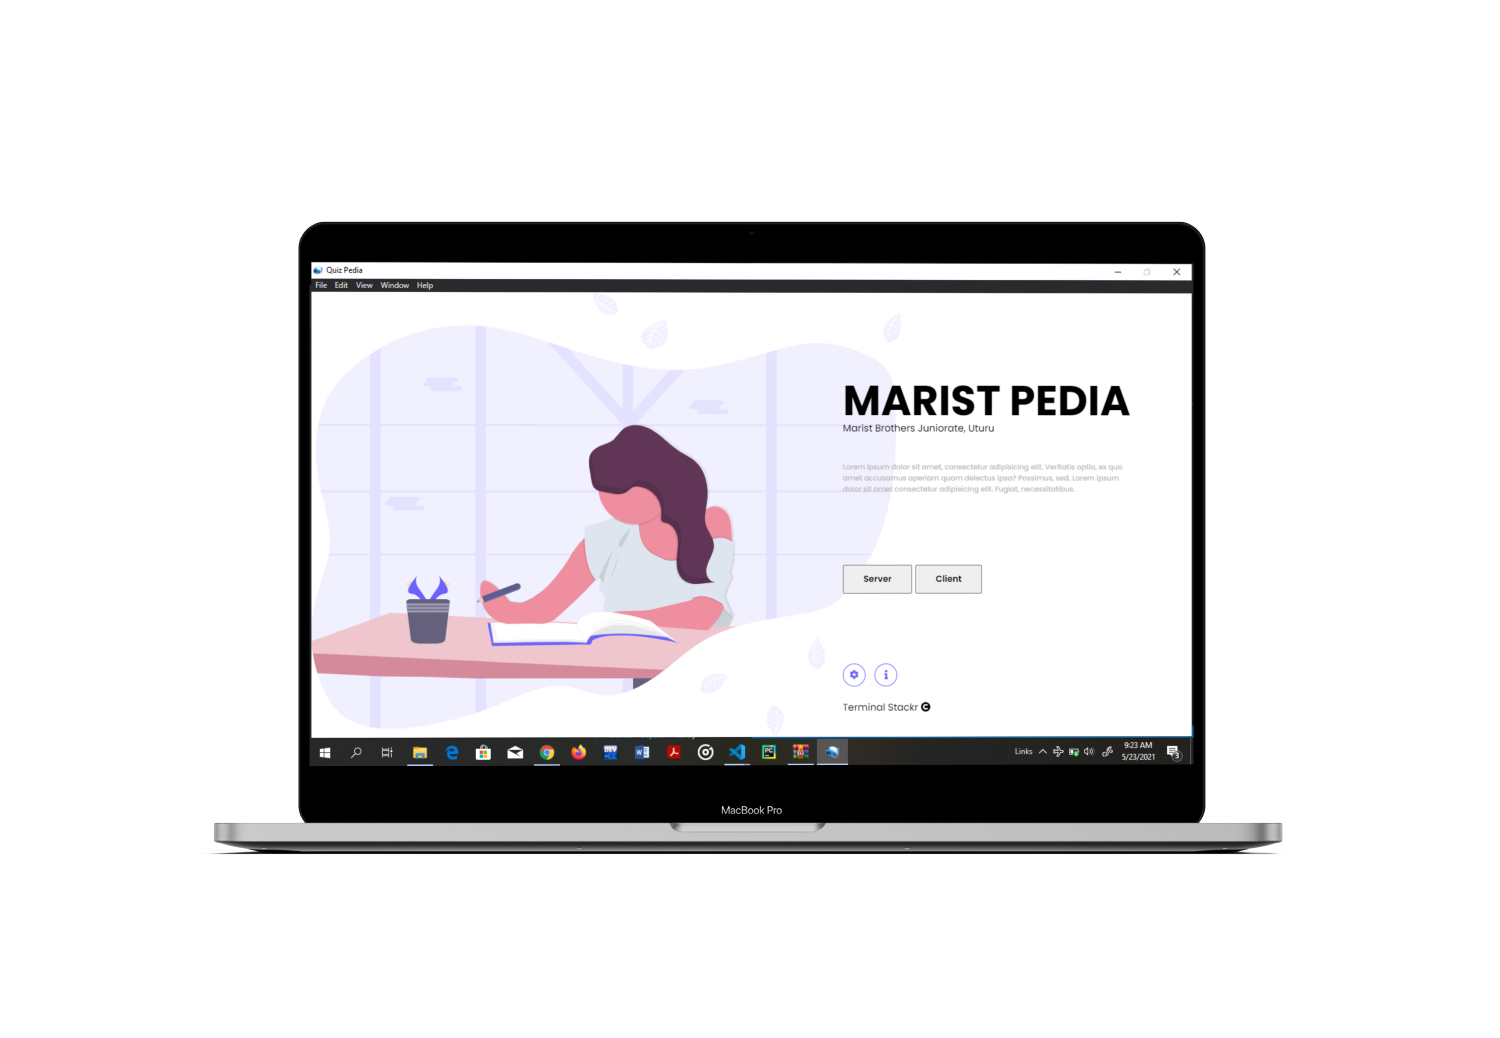 Quiz Pedia
File Edit View Window Help
MARIST PEDIA
Marist Brothers Juniorate, Uturu
Lorem ipsum dolor sit amet, consectetur adipisicing elit. Veritatis optio, ex quo
amet accusamus aperiam quam delectus ipsa? Possimus, sed. Lorem ipsum
dolor sit amet consectetur adipisicing elit. Fugiat, necessitatibus.
Server Client
Terminal Stackr
Links 9:23 AM
5/23/2021
MacBook Pro